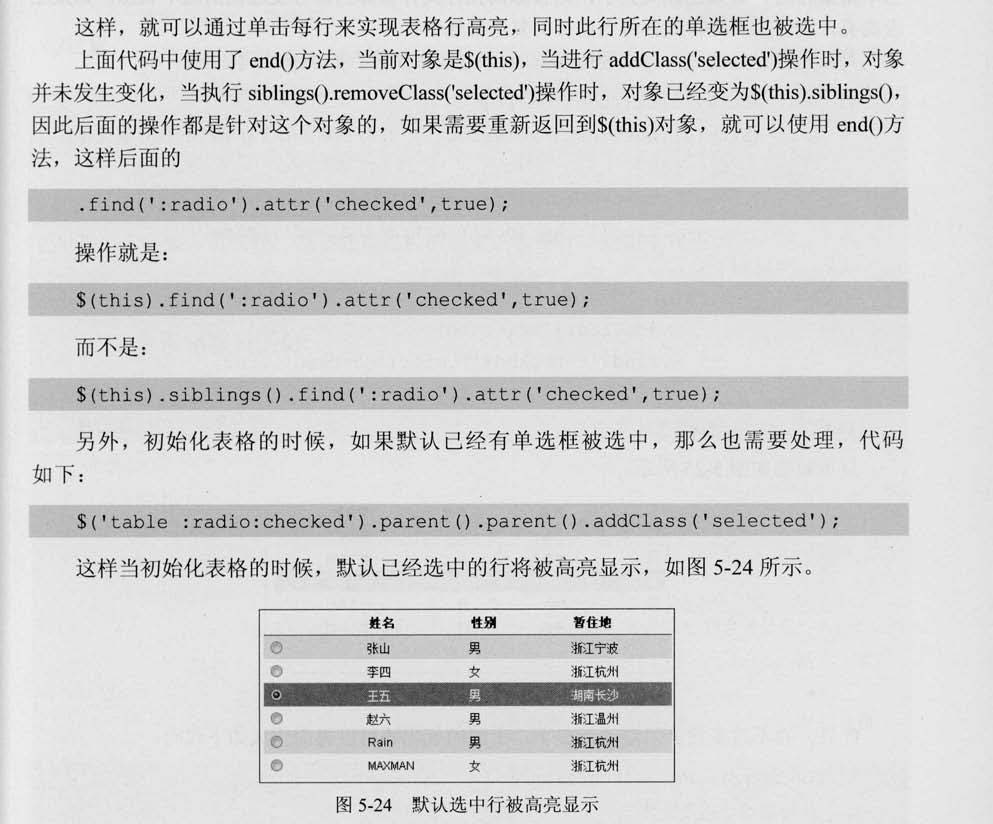 这样，就可以通过单击每行来实现表格行高亮，同时此行所在的单选框也被选中。
上面代码中使用了 end()方法，当前对象是$(this)，当进行 addClass('selected')操作时，对象
并未发生变化，当执行 siblings().removeClass('selected')操作时，对象已经变为$(this).siblings()，
因此后面的操作都是针对这个对象的，如果需要重新返回到$(this)对象，就可以使用 end()方
法，这样后面的
.find(':radio').attr('checked',true);
操作就是：
$(this).find(':radio').attr('checked',true);
而不是：
$(this).siblings().find(':radio').attr('checked',true);
另外，初始化表格的时候，如果默认已经有单选框被选中，那么也需要处理，代码
如下：
$('table :radio:checked').parent().parent().addClass('selected');
这样当初始化表格的时候，默认已经选中的行将被高亮显示，如图 5-24 所示。
姓名 性别 暂住地
张山 男 浙江宁波
李四 女 浙江杭州
王五 男 湖南长沙
赵六 男 浙江温州
Rain 男 浙江杭州
MAXMAN 女 浙江杭州
图 5-24 默认选中行被高亮显示